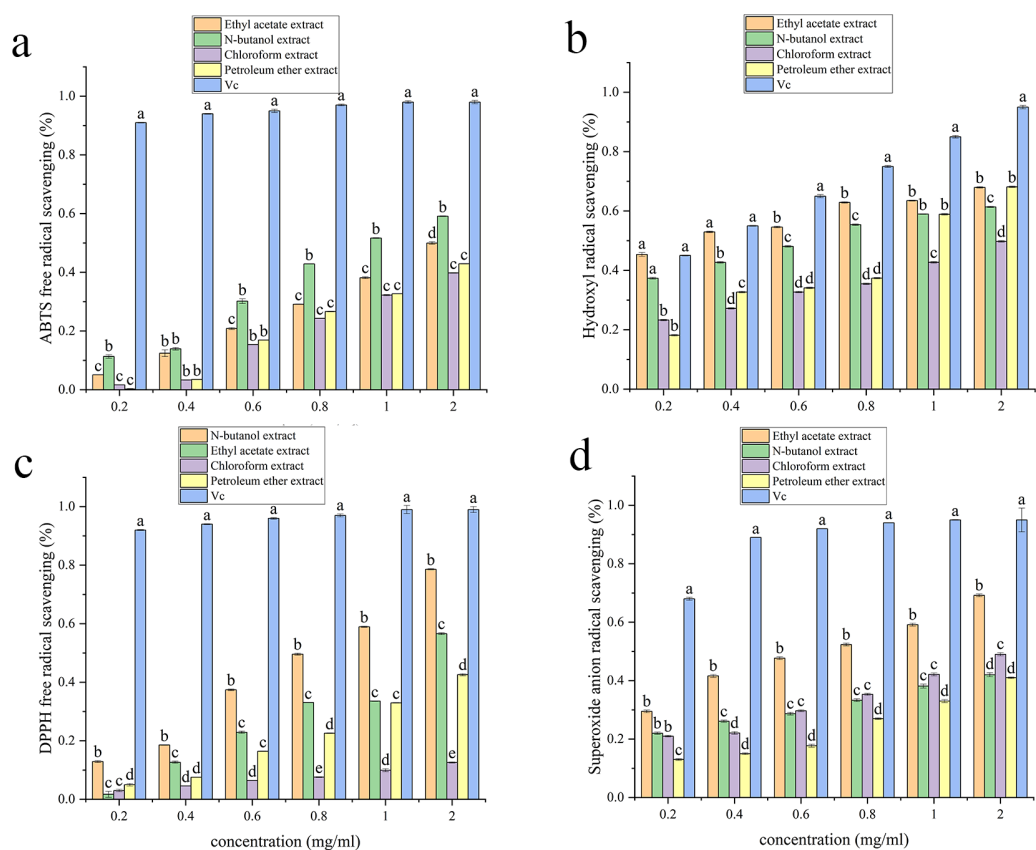 a
Ethyl acetate extract
N-butanol extract
Chloroform extract
Petroleum ether extract
Vc
ABTS free radical scavenging (%)
1.0
0.8
0.6
0.4
0.2
0.0
c b c c a
b b b b a
c b b b a
c b c c a
c b c c a
d b c c a
0.2 0.4 0.6 0.8 1 2
b
Ethyl acetate extract
N-butanol extract
Chloroform extract
Petroleum ether extract
Vc
Hydroxyl radical scavenging (%)
1.0
0.8
0.6
0.4
0.2
0.0
a a b b a
a b d c a
b c d d a
b c d d a
b b c b a
b c d b a
0.2 0.4 0.6 0.8 1 2
c
N-butanol extract
Ethyl acetate extract
Chloroform extract
Petroleum ether extract
Vc
DPPH free radical scavenging (%)
1.0
0.8
0.6
0.4
0.2
0.0
b c c d a
b c d d a
b c d c a
b c e d a
b c d c a
b c e d a
0.2 0.4 0.6 0.8 1 2
concentration (mg/ml)
d
Ethyl acetate extract
N-butanol extract
Chloroform extract
Petroleum ether extract
Vc
Superoxide anion radical scavenging (%)
1.0
0.8
0.6
0.4
0.2
0.0
b b b c a
b c d d a
b c c d a
b c c d a
b c c d a
b d c d a
0.2 0.4 0.6 0.8 1 2
concentration (mg/ml)